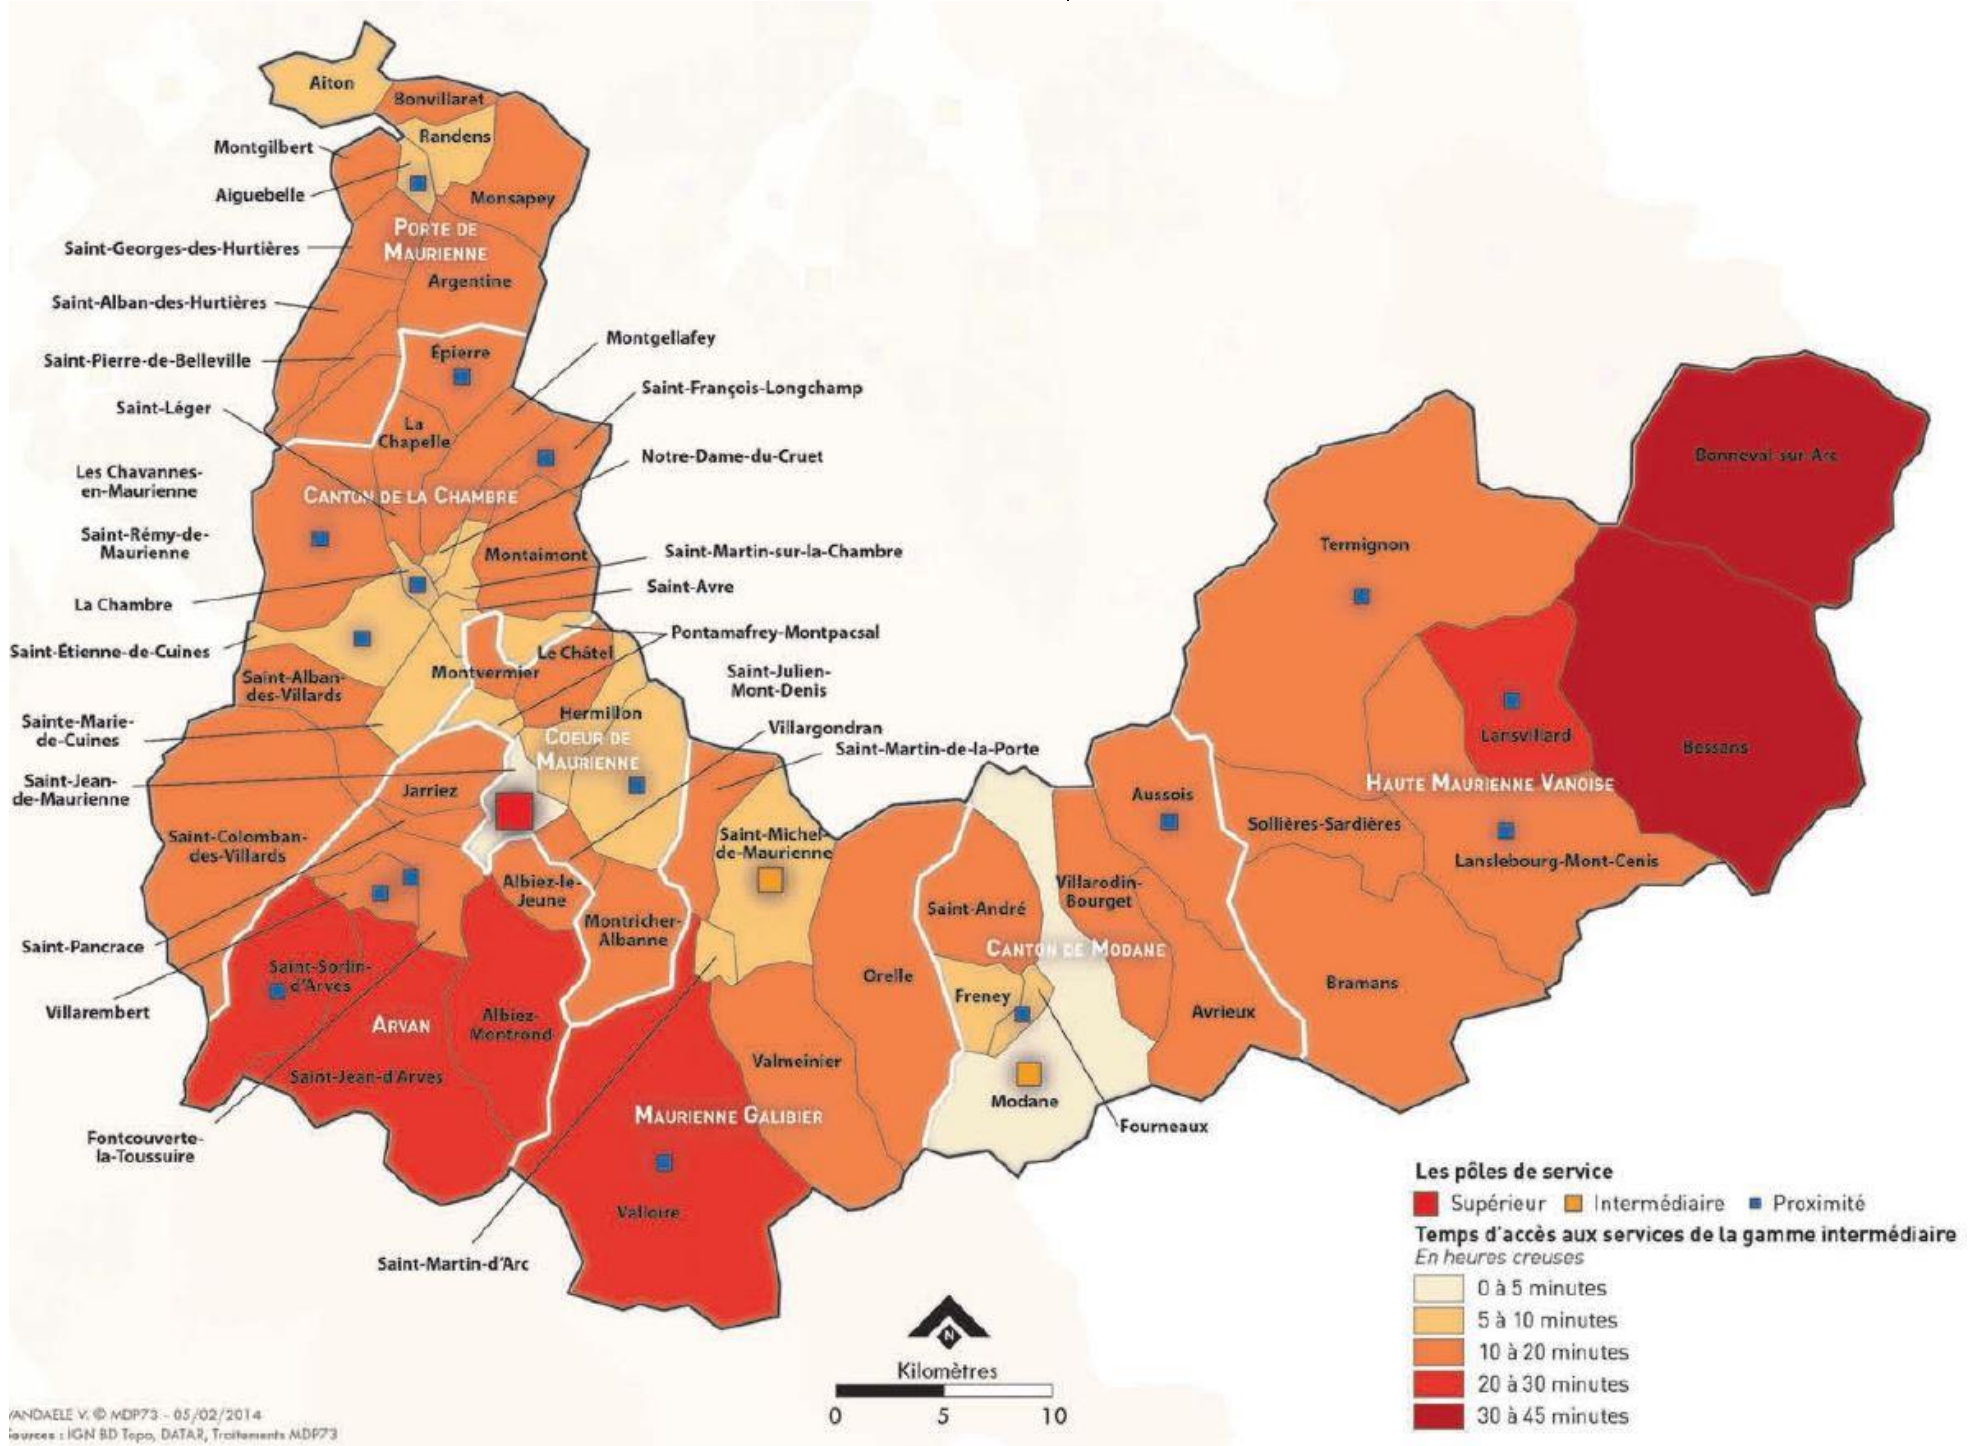 Aiton
Bonvillaret
Randens
Montgilbert
Aiguebelle
Monsapey
PORTE DE
MAURIENNE
Saint-Georges-des-Hurtières
Argentine
Saint-Alban-des-Hurtières
Montgellafey
Épierre
Saint-Pierre-de-Belleville
Saint-François-Longchamp
Saint-Léger
La
Chapelle
Notre-Dame-du-Cruet
Les Chavannes-
en-Maurienne
CANTON DE LA CHAMBRE
Saint-Rémy-de-
Maurienne
Montaimont
Saint-Martin-sur-la-Chambre
Saint-Avre
La Chambre
Pontamafrey-Montpacsal
Saint-Étienne-de-Cuines
Le Châtel
Montvermier
Saint-Alban-
des-Villards
Saint-Julien-
Mont-Denis
Sainte-Marie-
de-Cuines
Hermillon
COEUR DE
MAURIENNE
Villargondran
Saint-Martin-de-la-Porte
Saint-Jean-
de-Maurienne
Jarriez
Saint-Colomban-
des-Villards
Saint-Michel-
de-Maurienne
Albiez-le-
Jeune
Montricher-
Albanne
Saint-Pancrace
Saint-Sorlin-
d'Arves
Villarembert
ARVAN
Albiez-
Montrond
Saint-Jean-d'Arves
Fontcouverte-
la-Toussuire
MAURIENNE GALIBIER
Valmeinier
Orelle
Valloire
Saint-Martin-d'Arc
Saint-André
CANTON DE MODANE
Freney
Modane
Fourneaux
Villarodin-
Bourget
Aussois
Avrieux
Termignon
Lansvillard
HAUTE MAURIENNE VANOISE
Sollières-Sardières
Lanslebourg-Mont-Cenis
Bramans
Bonneval-sur-Arc
Bessans
Les pôles de service
Supérieur Intermédiaire Proximité
Temps d'accès aux services de la gamme intermédiaire
En heures creuses
0 à 5 minutes
5 à 10 minutes
10 à 20 minutes
20 à 30 minutes
30 à 45 minutes
N
Kilomètres
0 5 10
VANDAELE V. © MDP73 - 05/02/2014
Sources : IGN BD Topo, DATAR, Traitements MDP73